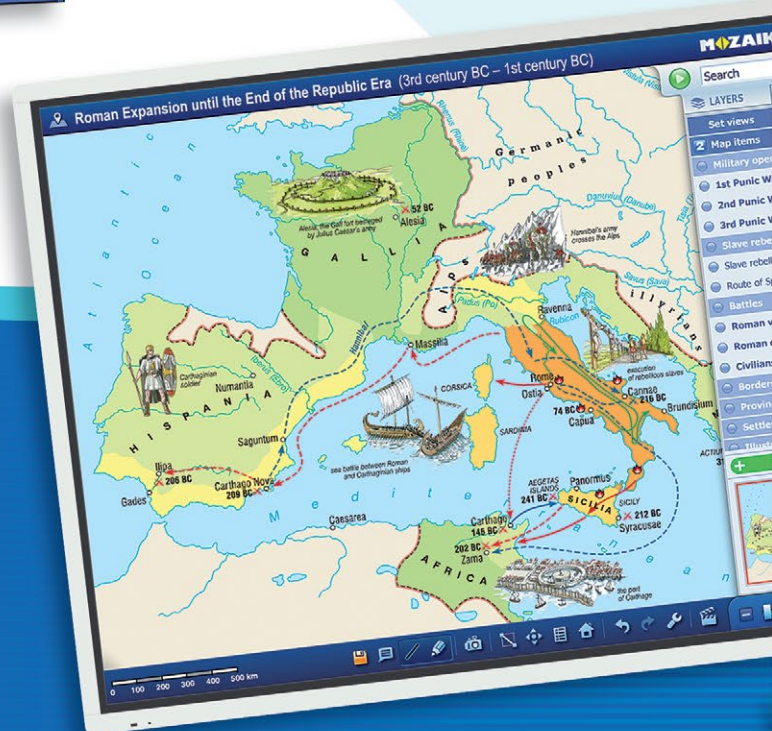 Roman Expansion until the End of the Republic Era (3rd century BC – 1st century BC)
MOZAIK
Search
LAYERS
Set views
2 Map items
Military oper
1st Punic W
2nd Punic W
3rd Punic W
Slave rebe
Slave rebell
Route of Sp
Battles
Roman v
Roman d
Civilians
Border
Provin
Settle
Atlantic
Ocean
Rhenus (Rhine)
Germanic
peoples
Danuvius (Danube)
52 BC
Alesia
Alesia, the Gall fort besieged
by Julius Caesar's army
GALLIA
Hannibal's army
crosses the Alps
ALPS
Savus (Sava)
illyrians
Padus (Po)
Ravenna
Rubicon
Hannibal
Massilia
Carthaginian
soldier
Numantia
Iberus (Ebro)
HISPANIA
CORSICA
Rome
Ostia
execution
of rebellious slaves
Cannae
216 BC
74 BC
Capua
Brundisium
Saguntum
SARDINIA
sea battle between Roman
and Carthaginian ships
Ilipa
206 BC
Carthago Nova
209 BC
Gades
AEGETAS
ISLANDS
241 BC
Panormus
SICILIA
SICILY
212 BC
Syracusae
ACTIU
Caesarea
Carthago
146 BC
202 BC
Zama
AFRICA
the port
of Carthage
0 100 200 300 400 500 km